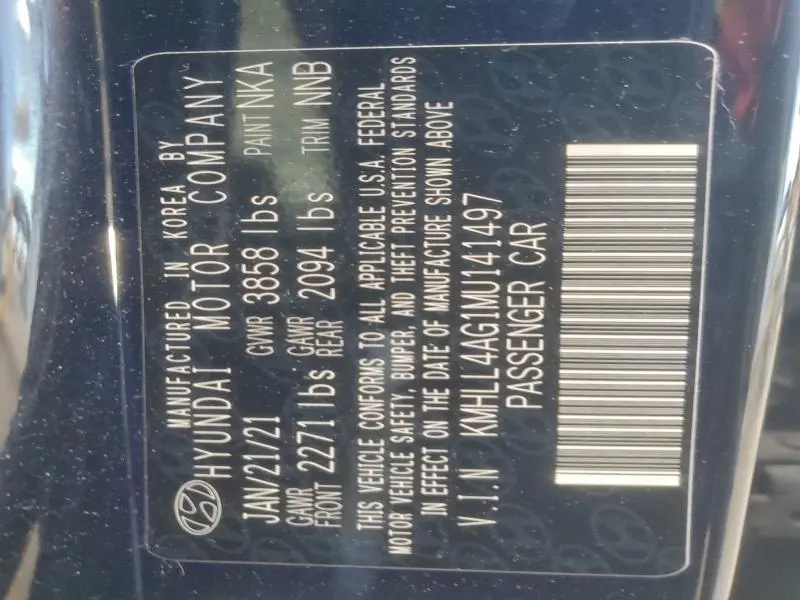 MANUFACTURED IN KOREA BY
HYUNDAI MOTOR COMPANY
JAN/21/21 GVWR 3858 lbs PAINT NKA
GAWR FRONT 2271 lbs GAWR REAR 2094 lbs TRIM NNB
THIS VEHICLE CONFORMS TO ALL APPLICABLE U.S.A. FEDERAL
MOTOR VEHICLE SAFETY, BUMPER, AND THEFT PREVENTION STANDARDS
IN EFFECT ON THE DATE OF MANUFACTURE SHOWN ABOVE
V.I.N KMHLL4AG1MU141497
PASSENGER CAR